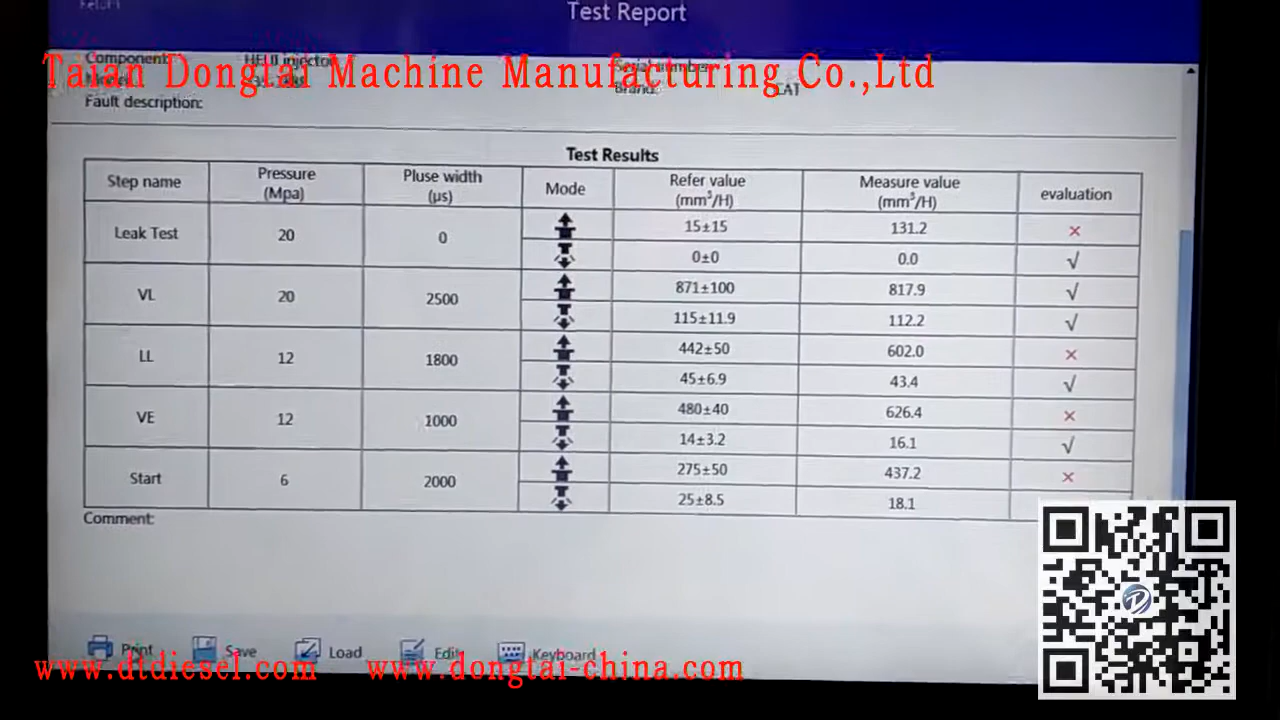 Test Report
Taian Dongtai Machine Manufacturing Co.,Ltd
Component: HEUI injector
Brand: CAT
Fault description:
Test Results
Step name Pressure (Mpa) Pluse width (μs) Mode Refer value (mm³/H) Measure value (mm³/H) evaluation
Leak Test 20 0 15±15 131.2 ×
0±0 0.0 √
VL 20 2500 871±100 817.9 √
115±11.9 112.2 √
LL 12 1800 442±50 602.0 ×
45±6.9 43.4 √
VE 12 1000 480±40 626.4 ×
14±3.2 16.1 √
Start 6 2000 275±50 437.2 ×
25±8.5 18.1
Comment:
Print Save Load Edit Keyboard
www.dtdiesel.com www.dongtai-china.com